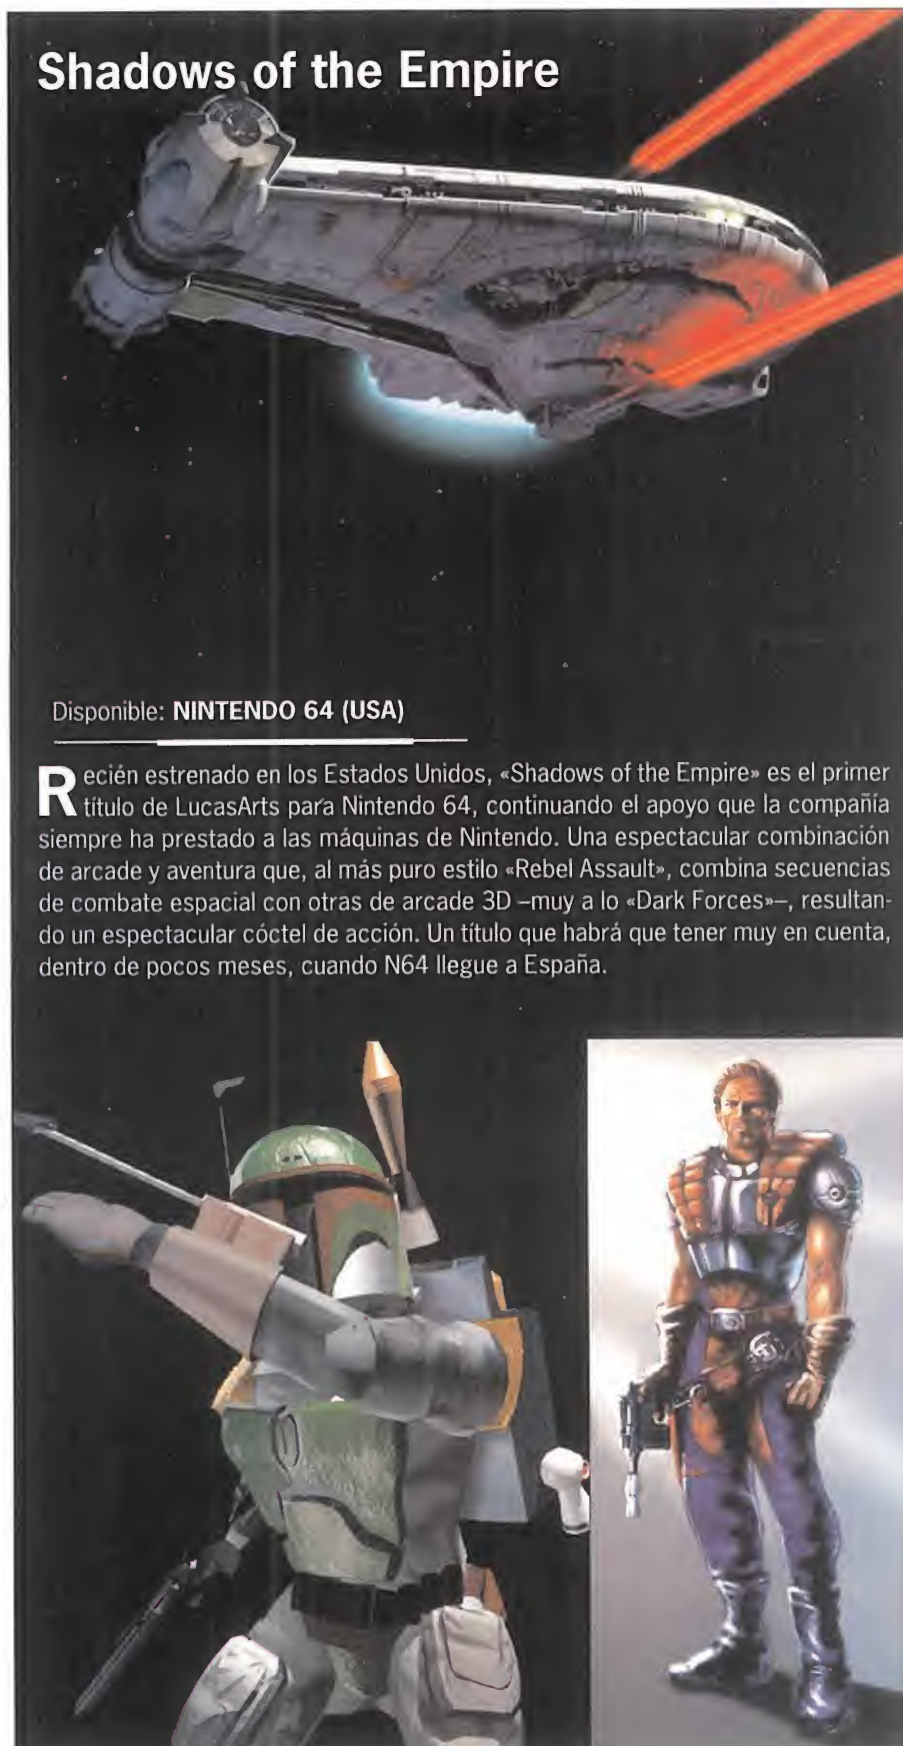 Shadows of the Empire
Disponible: NINTENDO 64 (USA)
Recién estrenado en los Estados Unidos, «Shadows of the Empire» es el primer
título de LucasArts para Nintendo 64, continuando el apoyo que la compañía
siempre ha prestado a las máquinas de Nintendo. Una espectacular combinación
de arcade y aventura que, al más puro estilo «Rebel Assault», combina secuencias
de combate espacial con otras de arcade 3D –muy a lo «Dark Forces»–, resultan-
do un espectacular cóctel de acción. Un título que habrá que tener muy en cuenta,
dentro de pocos meses, cuando N64 llegue a España.